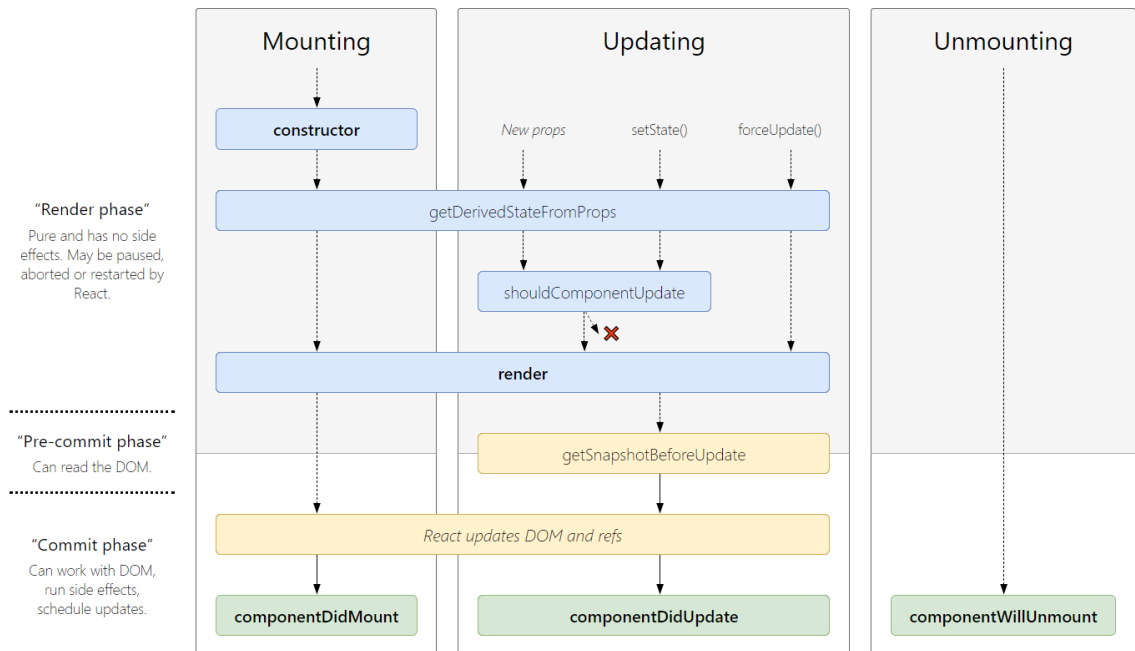 Mounting
Updating
Unmounting
constructor
New props
setState()
forceUpdate()
"Render phase"
Pure and has no side
effects. May be paused,
aborted or restarted by
React.
getDerivedStateFromProps
shouldComponentUpdate
render
"Pre-commit phase"
Can read the DOM.
getSnapshotBeforeUpdate
"Commit phase"
Can work with DOM,
run side effects,
schedule updates.
React updates DOM and refs
componentDidMount
componentDidUpdate
componentWillUnmount